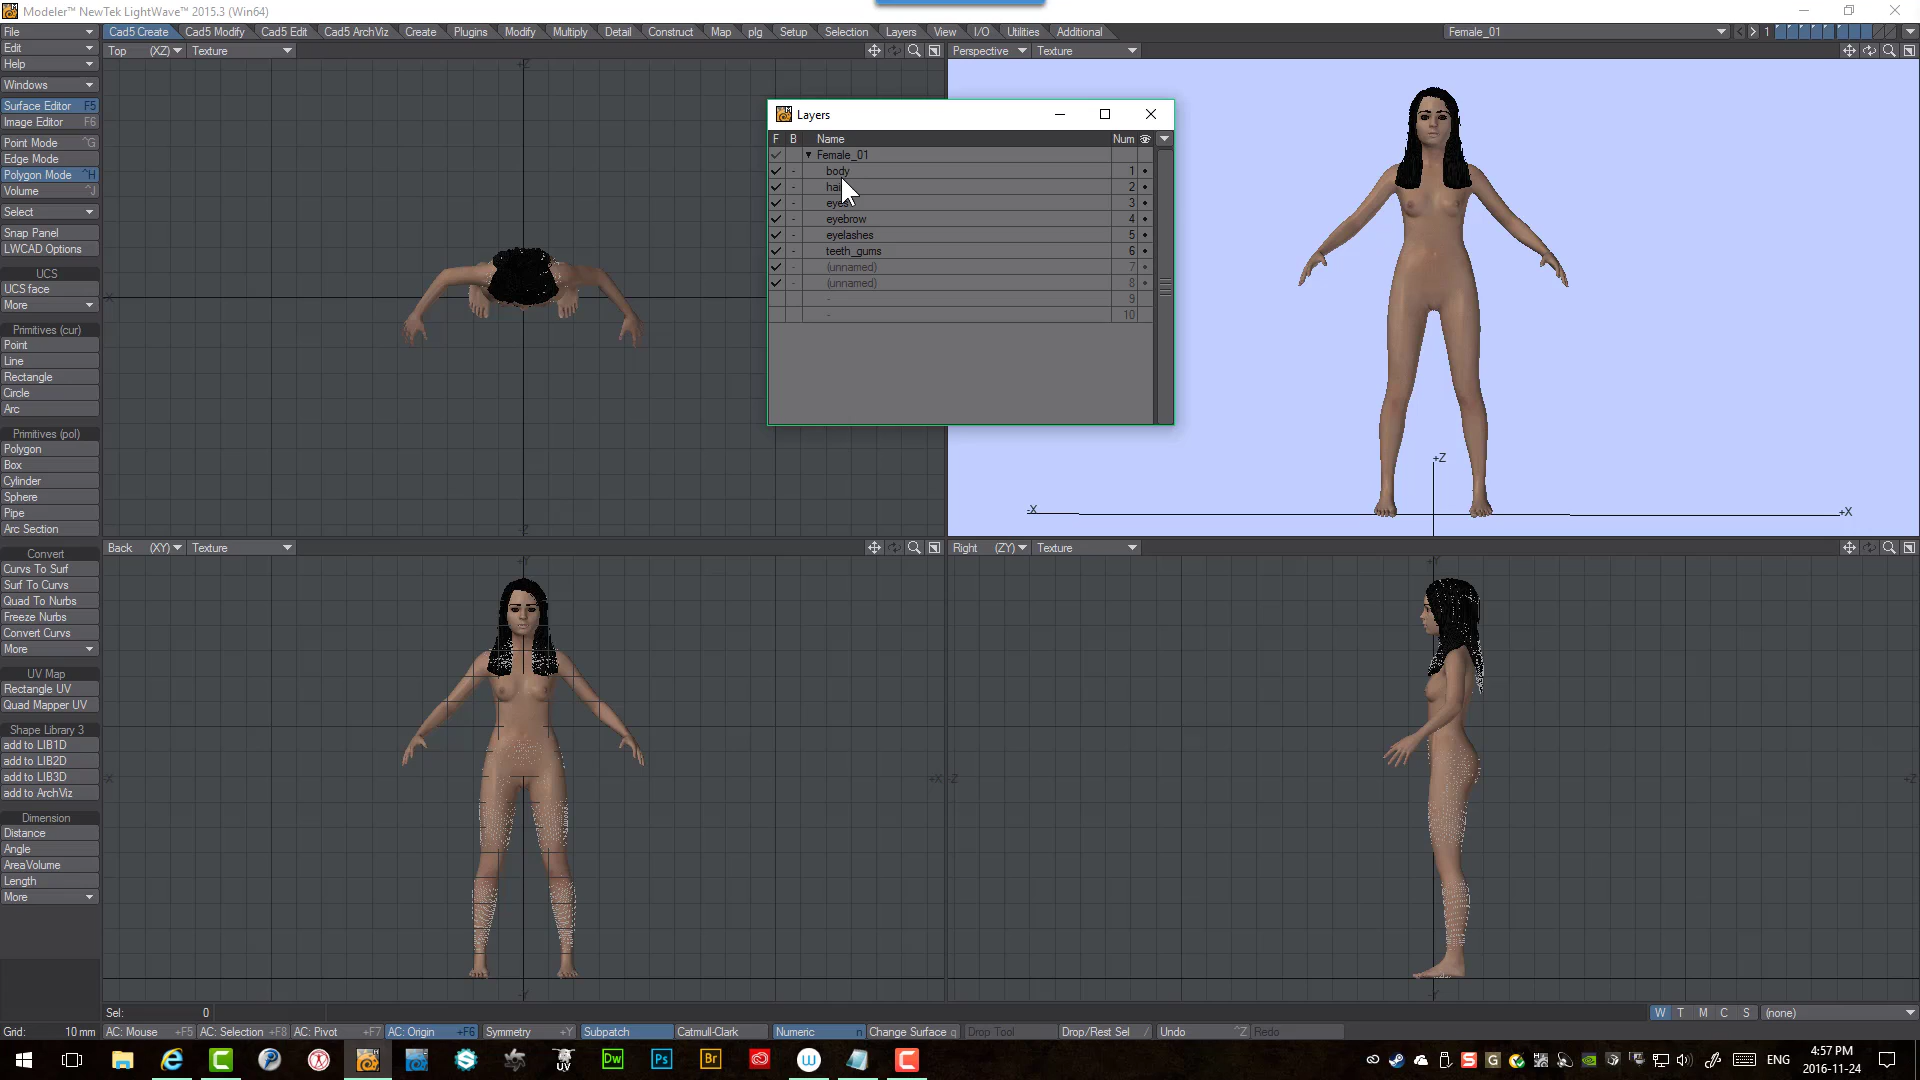 Modeler™ NewTek LightWave™ 2015.3 (Win64)
File
Edit
Help
Windows
Surface Editor F5
Image Editor F6
Point Mode ^G
Edge Mode
Polygon Mode ^H
Volume ^J
Select
Snap Panel
LWCAD Options
UCS
UCS face
More
Primitives (cur)
Point
Line
Rectangle
Circle
Arc
Primitives (pol)
Polygon
Box
Cylinder
Sphere
Pipe
Arc Section
Convert
Curvs To Surf
Surf To Curvs
Quad To Nurbs
Freeze Nurbs
Convert Curvs
More
UV Map
Rectangle UV
Quad Mapper UV
Shape Library 3
add to LIB1D
add to LIB2D
add to LIB3D
add to ArchViz
Dimension
Distance
Angle
AreaVolume
Length
More
Cad5 Create Cad5 Modify Cad5 Edit Cad5 ArchViz Create Plugins Modify Multiply Detail Construct Map plg Setup Selection Layers View I/O Utilities Additional
Female_01 < > 1
Top (XZ) Texture
Perspective Texture
Layers
F B Name Num
Female_01
body 1
hai 2
eyes 3
eyebrow 4
eyelashes 5
teeth_gums 6
(unnamed) 7
(unnamed) 8
- 9
- 10
+Z
-X
+X
Back (XY) Texture
Right (ZY) Texture
Sel: 0
W T M C S (none)
Grid: 10 mm AC: Mouse +F5 AC: Selection +F8 AC: Pivot +F7 AC: Origin +F6 Symmetry +Y Subpatch Catmull-Clark Numeric n Change Surface q Drop Tool Drop/Rest Sel / Undo ^Z Redo
UV Dw Ps Br W C
S G ENG
4:57 PM
2016-11-24